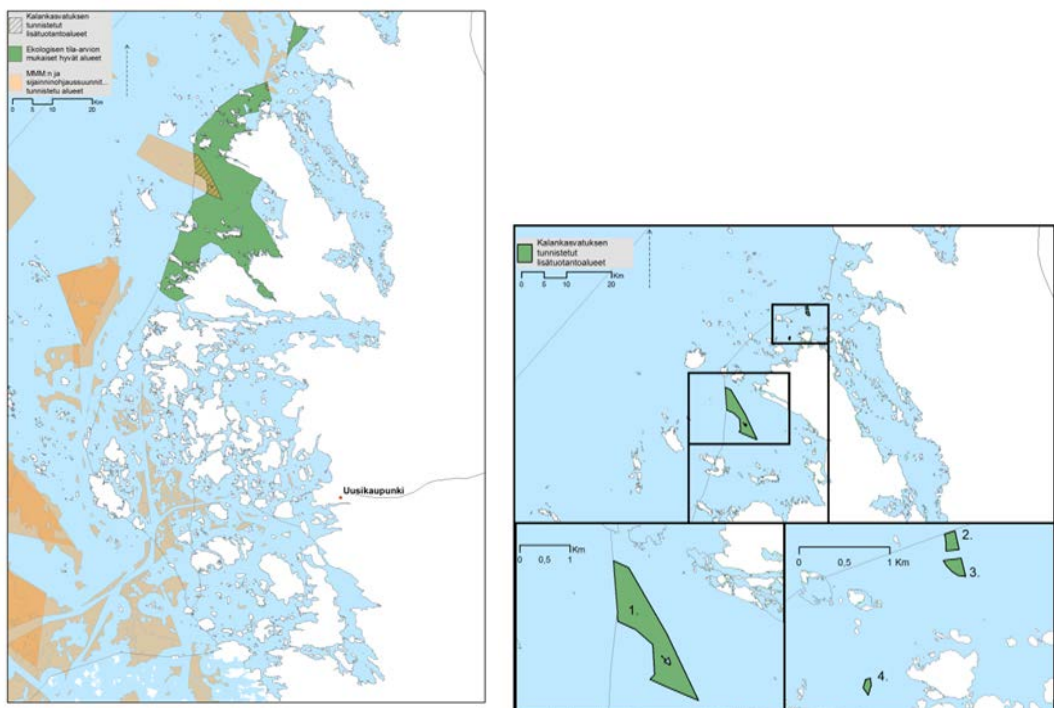 Kalankasvatuksen
tunnistetut
lisätuotantoalueet
Ekologisen tila-arvion
mukaiset hyvät alueet
MMM:n ja
sijainninohjaussuunnit...
tunnistetu alueet
Km
0 5 10 20
Uusikaupunki
Kalankasvatuksen
tunnistetut
lisätuotantoalueet
Km
0 5 10 20
Km
0 0,5 1
1.
0 0,5 1 Km
2.
3.
4.